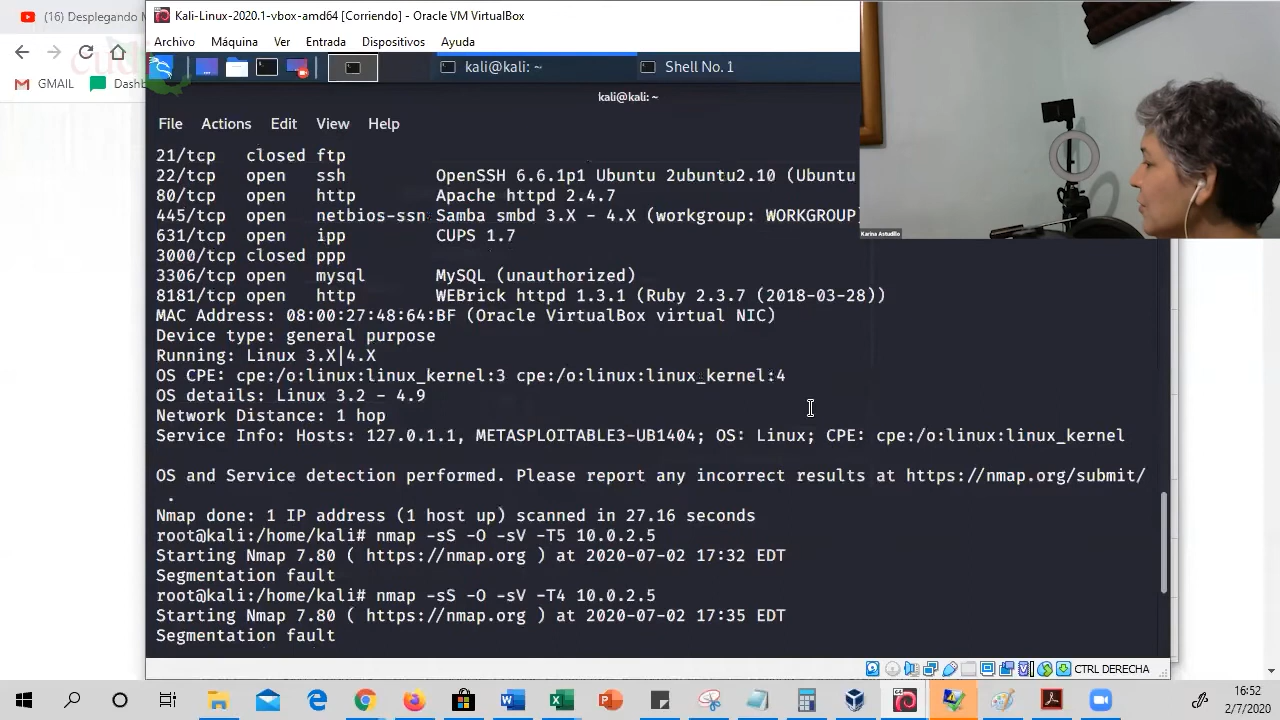 (16) Desplegando M
Kali-Linux-2020.1-vbox-amd64 [Corriendo] - Oracle VM VirtualBox
Archivo Máquina Ver Entrada Dispositivos Ayuda
GMAIL Dashb
kali@kali: ~ Shell No. 1
kali@kali: ~
File Actions Edit View Help
21/tcp closed ftp
22/tcp open ssh OpenSSH 6.6.1p1 Ubuntu 2ubuntu2.10 (Ubuntu
80/tcp open http Apache httpd 2.4.7
445/tcp open netbios-ssn Samba smbd 3.X - 4.X (workgroup: WORKGROUP)
631/tcp open ipp CUPS 1.7
3000/tcp closed ppp
3306/tcp open mysql MySQL (unauthorized)
8181/tcp open http WEBrick httpd 1.3.1 (Ruby 2.3.7 (2018-03-28))
MAC Address: 08:00:27:48:64:BF (Oracle VirtualBox virtual NIC)
Device type: general purpose
Running: Linux 3.X|4.X
OS CPE: cpe:/o:linux:linux_kernel:3 cpe:/o:linux:linux_kernel:4
OS details: Linux 3.2 - 4.9
Network Distance: 1 hop
Service Info: Hosts: 127.0.1.1, METASPLOITABLE3-UB1404; OS: Linux; CPE: cpe:/o:linux:linux_kernel
OS and Service detection performed. Please report any incorrect results at https://nmap.org/submit/
.
Nmap done: 1 IP address (1 host up) scanned in 27.16 seconds
root@kali:/home/kali# nmap -sS -O -sV -T5 10.0.2.5
Starting Nmap 7.80 ( https://nmap.org ) at 2020-07-02 17:32 EDT
Segmentation fault
root@kali:/home/kali# nmap -sS -O -sV -T4 10.0.2.5
Starting Nmap 7.80 ( https://nmap.org ) at 2020-07-02 17:35 EDT
Segmentation fault
Karina Astudillo
CTRL DERECHA
16:52
2/7/2020